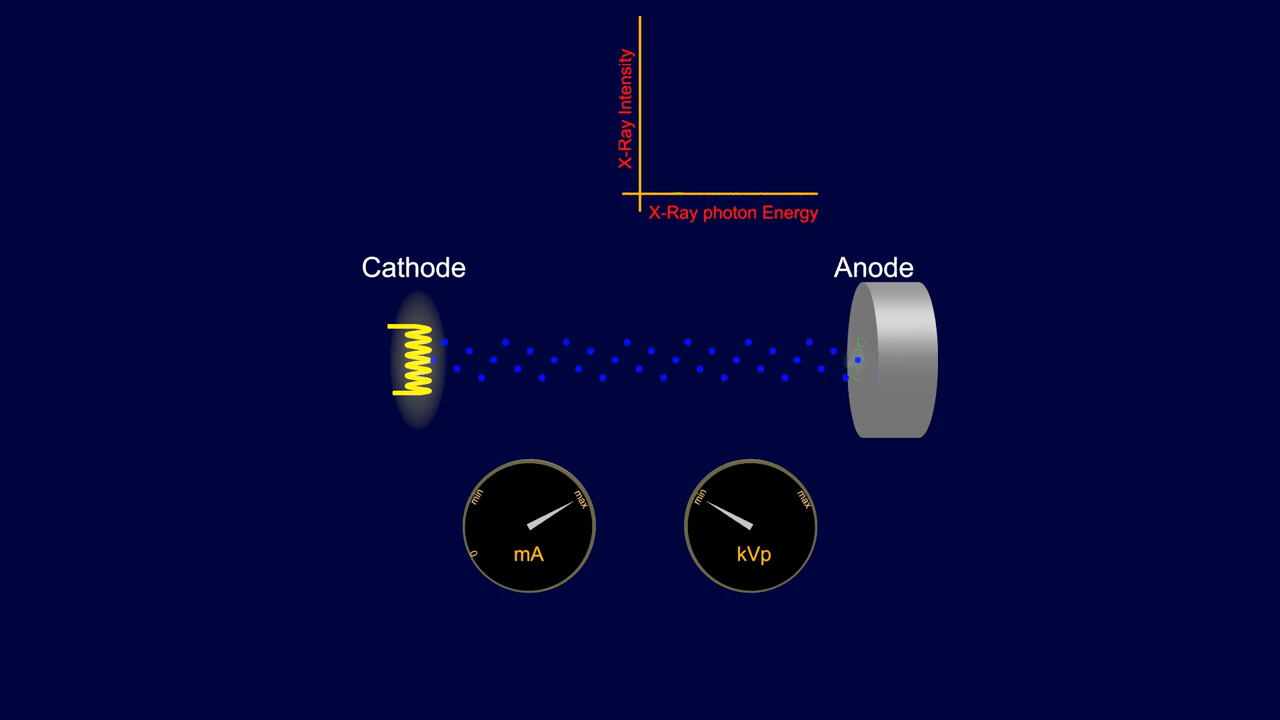 X-Ray Intensity
X-Ray photon Energy
Cathode
Anode
min
max
0
mA
min
max
kVp